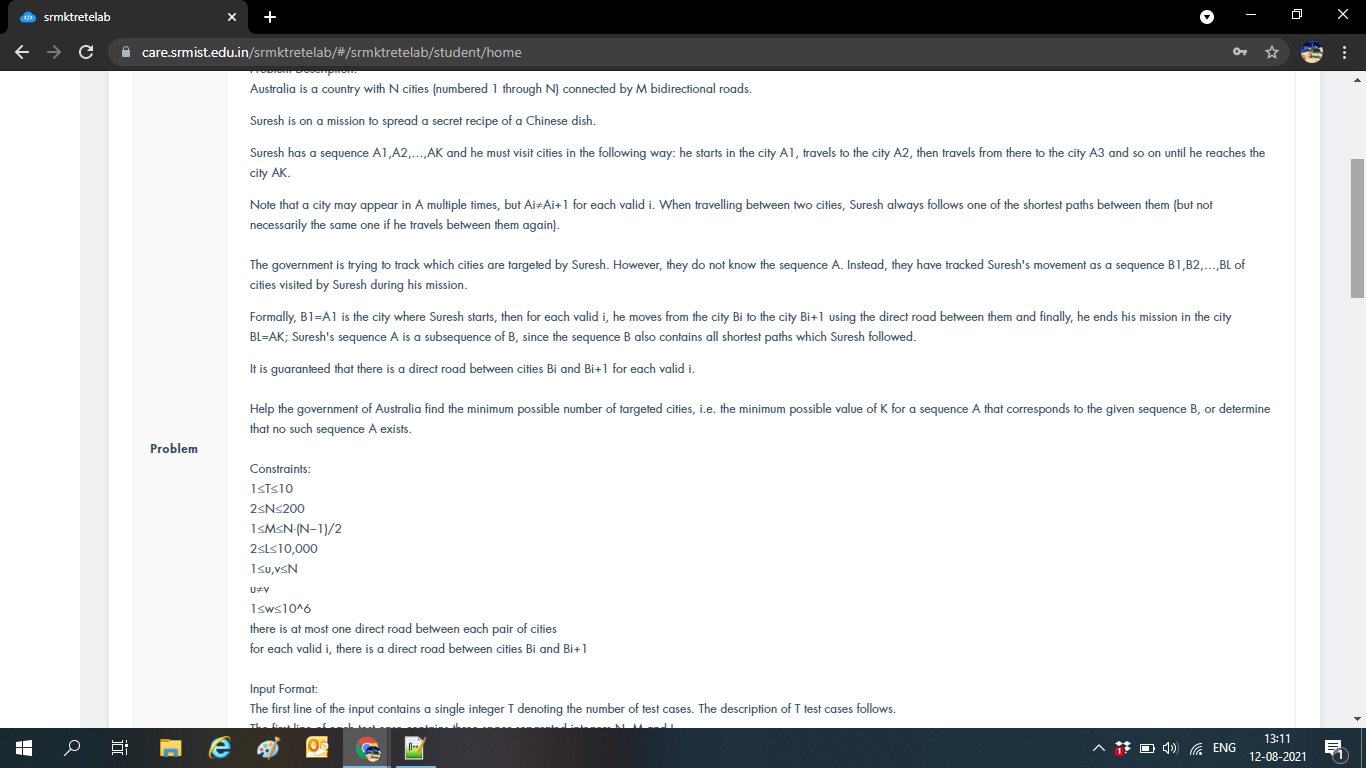 srmktretelab
care.srmist.edu.in/srmktretelab/#/srmktretelab/student/home
Problem Description:
Australia is a country with N cities (numbered 1 through N) connected by M bidirectional roads.
Suresh is on a mission to spread a secret recipe of a Chinese dish.
Suresh has a sequence A1,A2,…,AK and he must visit cities in the following way: he starts in the city A1, travels to the city A2, then travels from there to the city A3 and so on until he reaches the
city AK.
Note that a city may appear in A multiple times, but Ai≠Ai+1 for each valid i. When travelling between two cities, Suresh always follows one of the shortest paths between them (but not
necessarily the same one if he travels between them again).
The government is trying to track which cities are targeted by Suresh. However, they do not know the sequence A. Instead, they have tracked Suresh's movement as a sequence B1,B2,…,BL of
cities visited by Suresh during his mission.
Formally, B1=A1 is the city where Suresh starts, then for each valid i, he moves from the city Bi to the city Bi+1 using the direct road between them and finally, he ends his mission in the city
BL=AK; Suresh's sequence A is a subsequence of B, since the sequence B also contains all shortest paths which Suresh followed.
It is guaranteed that there is a direct road between cities Bi and Bi+1 for each valid i.
Help the government of Australia find the minimum possible number of targeted cities, i.e. the minimum possible value of K for a sequence A that corresponds to the given sequence B, or determine
that no such sequence A exists.
Problem
Constraints:
1≤T≤10
2≤N≤200
1≤M≤N·(N−1)/2
2≤L≤10,000
1≤u,v≤N
u≠v
1≤w≤10^6
there is at most one direct road between each pair of cities
for each valid i, there is a direct road between cities Bi and Bi+1
Input Format:
The first line of the input contains a single integer T denoting the number of test cases. The description of T test cases follows.
The first line of each test case contains three space-separated integers N, M and L
ENG
13:11
12-08-2021
1